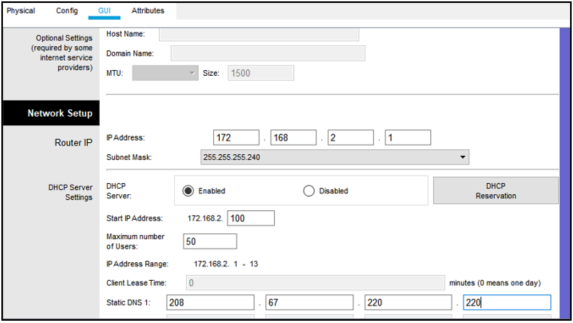 Physical Config GUI Attributes
Optional Settings
(required by some
internet service
providers)
Host Name:
Domain Name:
MTU: Size: 1500
Network Setup
Router IP
IP Address: 172 . 168 . 2 . 1
Subnet Mask: 255.255.255.240
DHCP Server
Settings
DHCP
Server: Enabled Disabled
DHCP
Reservation
Start IP Address: 172.168.2. 100
Maximum number
of Users: 50
IP Address Range: 172.168.2. 1 - 13
Client Lease Time: 0 minutes (0 means one day)
Static DNS 1: 208 . 67 . 220 . 220